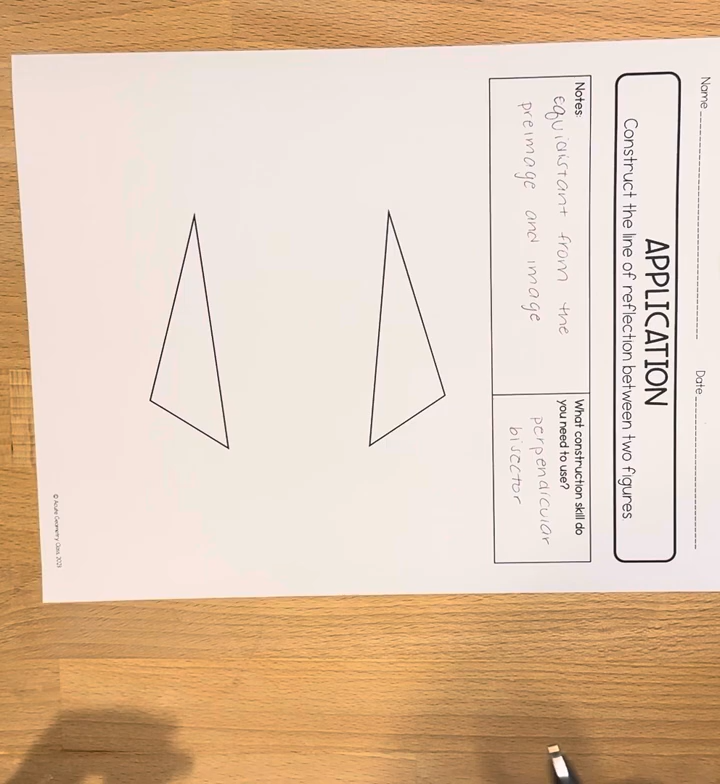 Name
Date
APPLICATION
Construct the line of reflection between two figures
Notes:
equidistant from the
preimage and image
What construction skill do
you need to use?
perpendicular
bisector
© Acute Geometry Class 2023